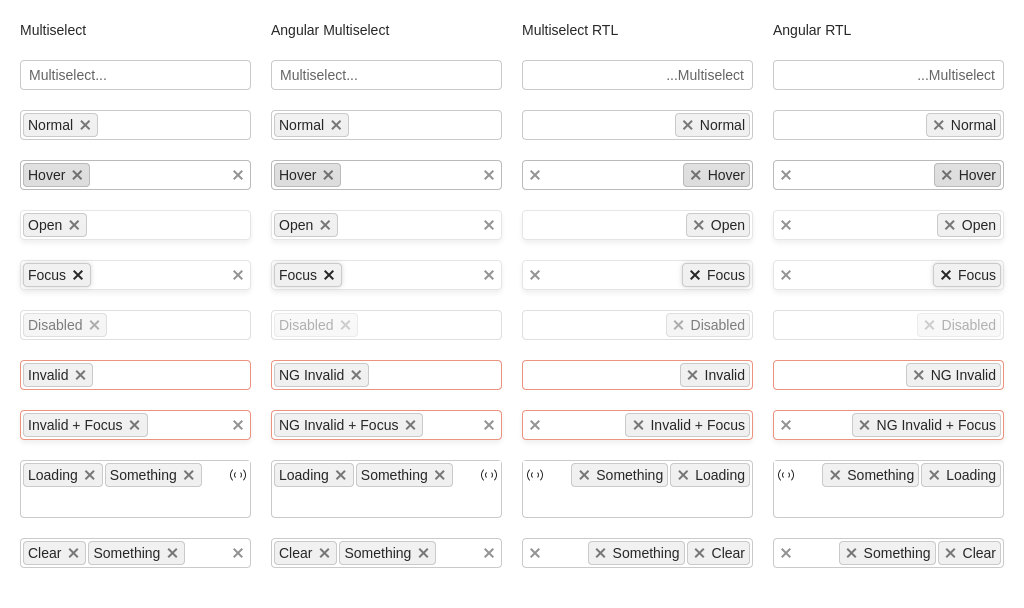 Multiselect Angular Multiselect Multiselect RTL Angular RTL
Multiselect... Multiselect... ...Multiselect ...Multiselect
Normal Normal Normal Normal
Hover Hover Hover Hover
Open Open Open Open
Focus Focus Focus Focus
Disabled Disabled Disabled Disabled
Invalid NG Invalid Invalid NG Invalid
Invalid + Focus NG Invalid + Focus Invalid + Focus NG Invalid + Focus
Loading Something Loading Something Something Loading Something Loading
Clear Something Clear Something Something Clear Something Clear